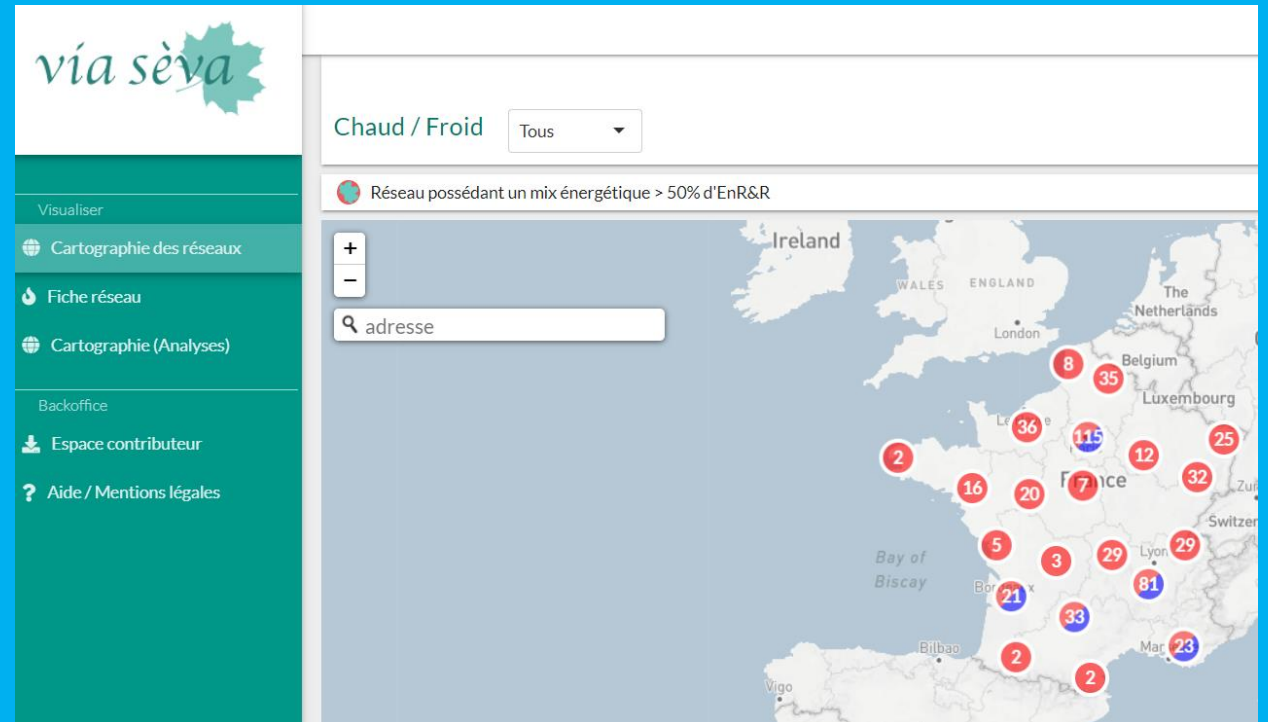 vía sèva
Visualiser
Cartographie des réseaux
Fiche réseau
Cartographie (Analyses)
Backoffice
Espace contributeur
Aide / Mentions légales
Chaud / Froid
Tous
Réseau possédant un mix énergétique > 50% d'EnR&R
+
−
adresse
Ireland
WALES
ENGLAND
The
Netherlands
London
8
Belgium
35
Luxembourg
36
115
25
12
2
32
16
20
7
France
Switzer
5
3
29
Lyon
29
Bay of
Biscay
81
21
33
Bilbao
2
23
2
Vigo